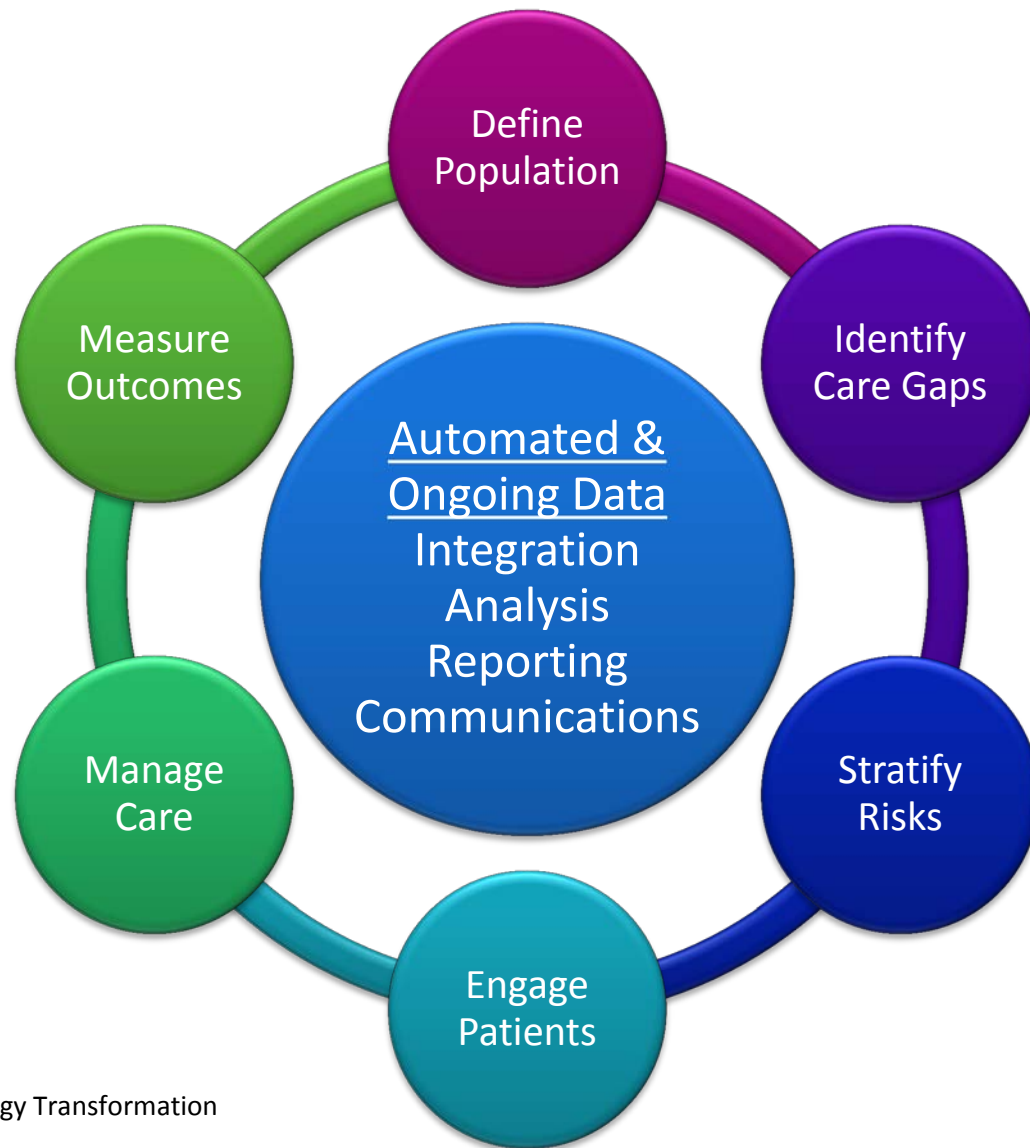 Define
Population
Identify
Care Gaps
Stratify
Risks
Engage
Patients
Manage
Care
Measure
Outcomes
Automated &
Ongoing Data
Integration
Analysis
Reporting
Communications
gy Transformation